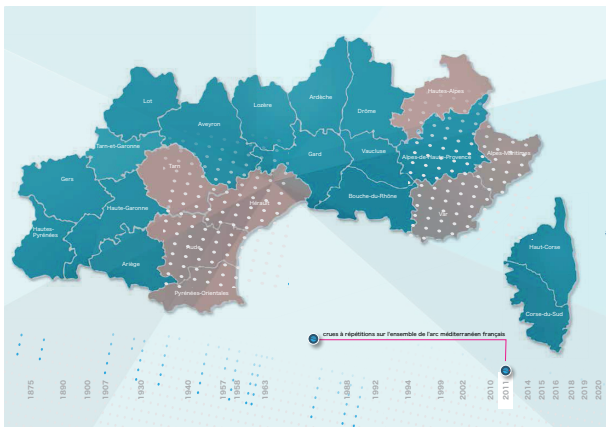 Hautes-Alpes
Lot
Lozère
Ardèche
Drôme
Aveyron
Tarn-et-Garonne
Gard
Vaucluse
Alpes-de-Haute-Provence
Alpes-Maritimes
Tarn
Gers
Bouche-du-Rhône
Hérault
Haute-Garonne
Var
Hautes-
Pyrénées
Aude
Haut-Corse
Ariège
Pyrénées-Orientales
Corse-du-Sud
crues à répétitions sur l'ensemble de l'arc méditerranéen français
1875
1890
1900
1907
1930
1940
1957
1958
1963
1988
1992
1994
1999
2002
2010
2011
2014
2015
2016
2018
2019
2020